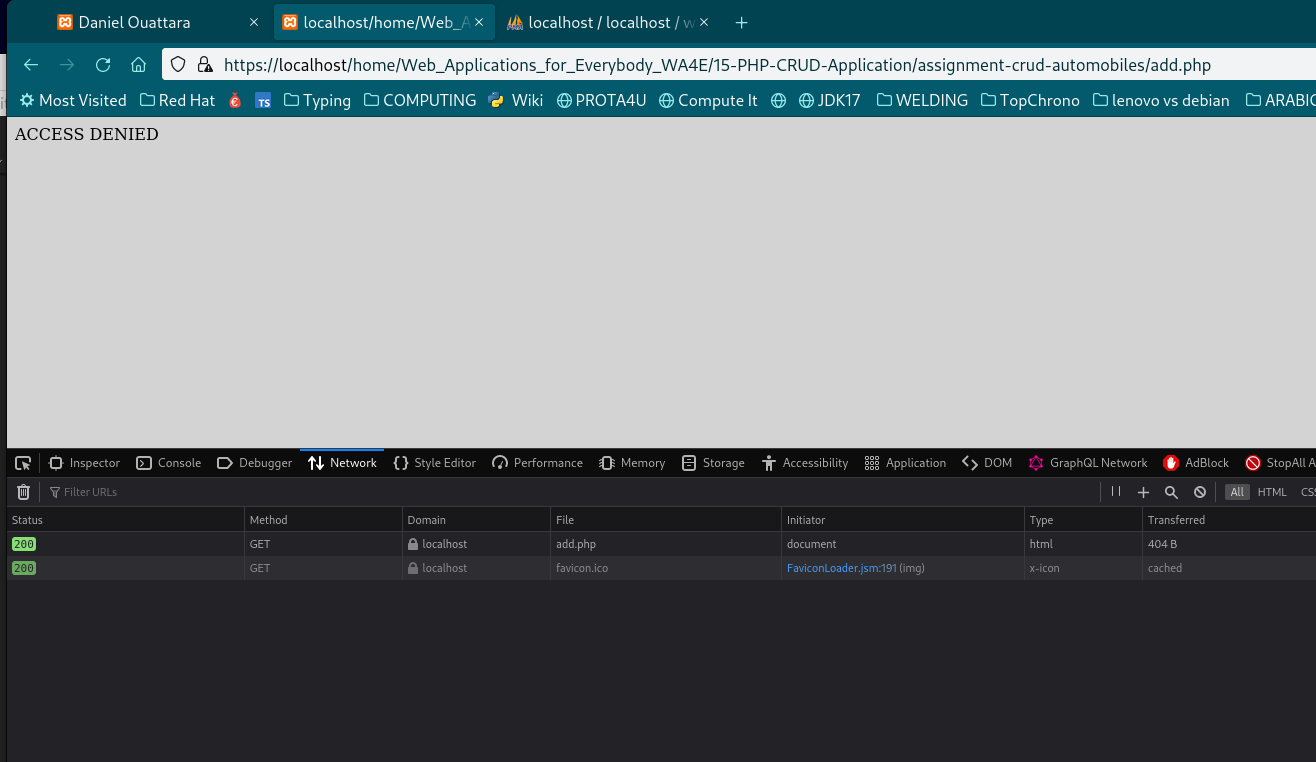 Daniel Ouattara × localhost/home/Web_A × localhost / localhost / w × +
https://localhost/home/Web_Applications_for_Everybody_WA4E/15-PHP-CRUD-Application/assignment-crud-automobiles/add.php
Most Visited Red Hat TS Typing COMPUTING Wiki PROTA4U Compute It JDK17 WELDING TopChrono lenovo vs debian ARABIC
ACCESS DENIED
Inspector Console Debugger Network Style Editor Performance Memory Storage Accessibility Application DOM GraphQL Network AdBlock StopAll A
Filter URLs All HTML CSS
Status Method Domain File Initiator Type Transferred
200 GET localhost add.php document html 404 B
200 GET localhost favicon.ico FaviconLoader.jsm:191 (img) x-icon cached